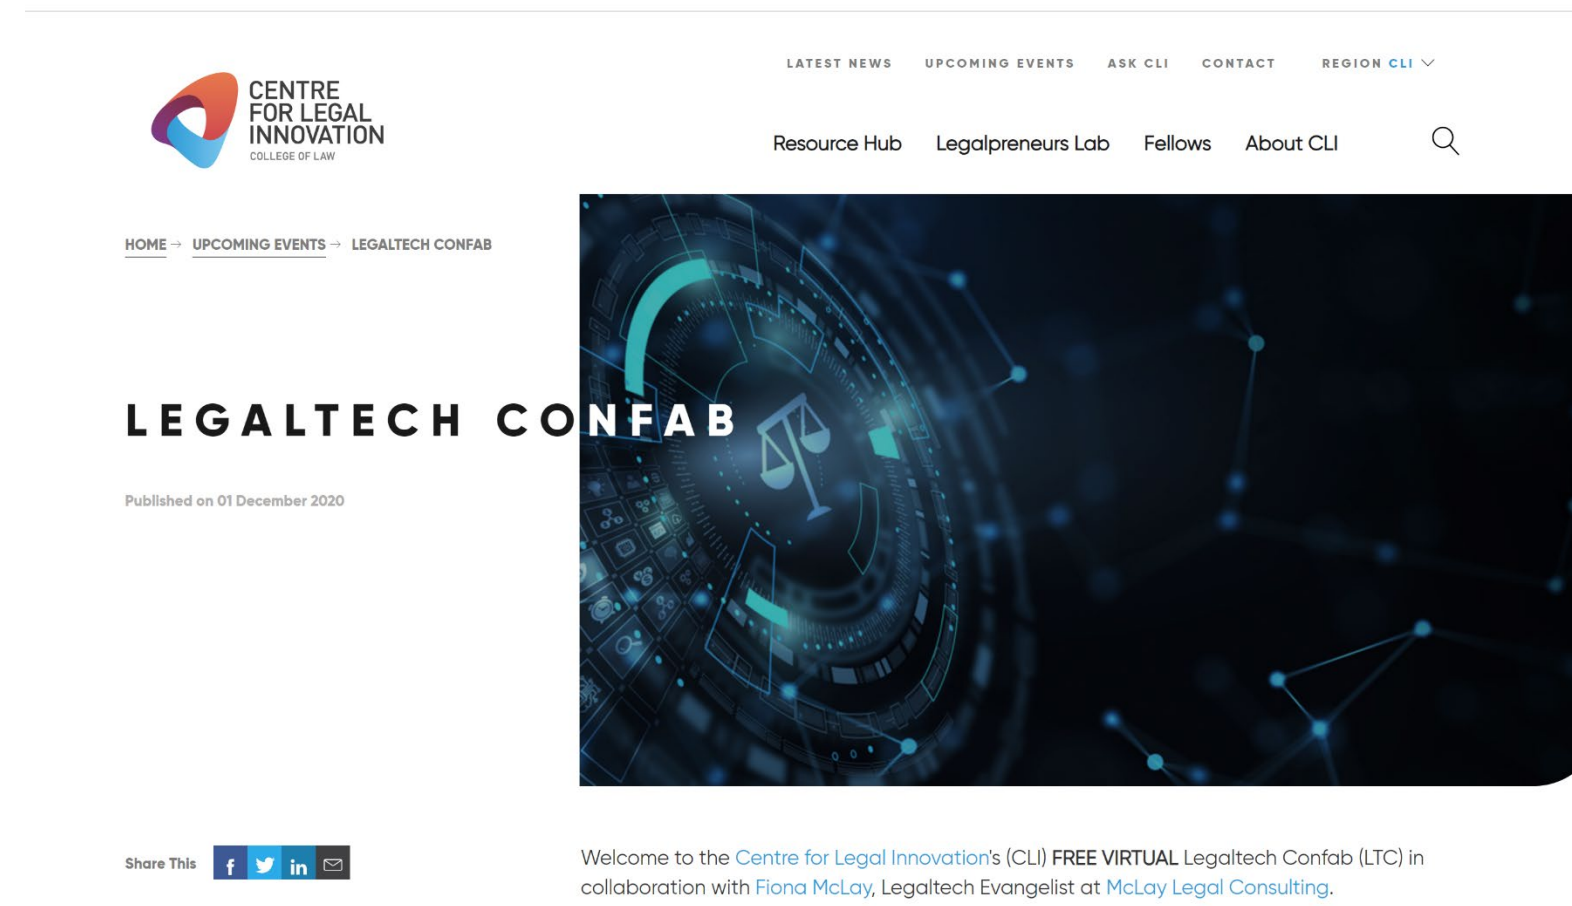 LATEST NEWS UPCOMING EVENTS ASK CLI CONTACT REGION CLI
CENTRE
FOR LEGAL
INNOVATION
COLLEGE OF LAW
Resource Hub Legalpreneurs Lab Fellows About CLI
HOME → UPCOMING EVENTS → LEGALTECH CONFAB
LEGALTECH CONFAB
Published on 01 December 2020
Share This
Welcome to the Centre for Legal Innovation's (CLI) FREE VIRTUAL Legaltech Confab (LTC) in
collaboration with Fiona McLay, Legaltech Evangelist at McLay Legal Consulting.